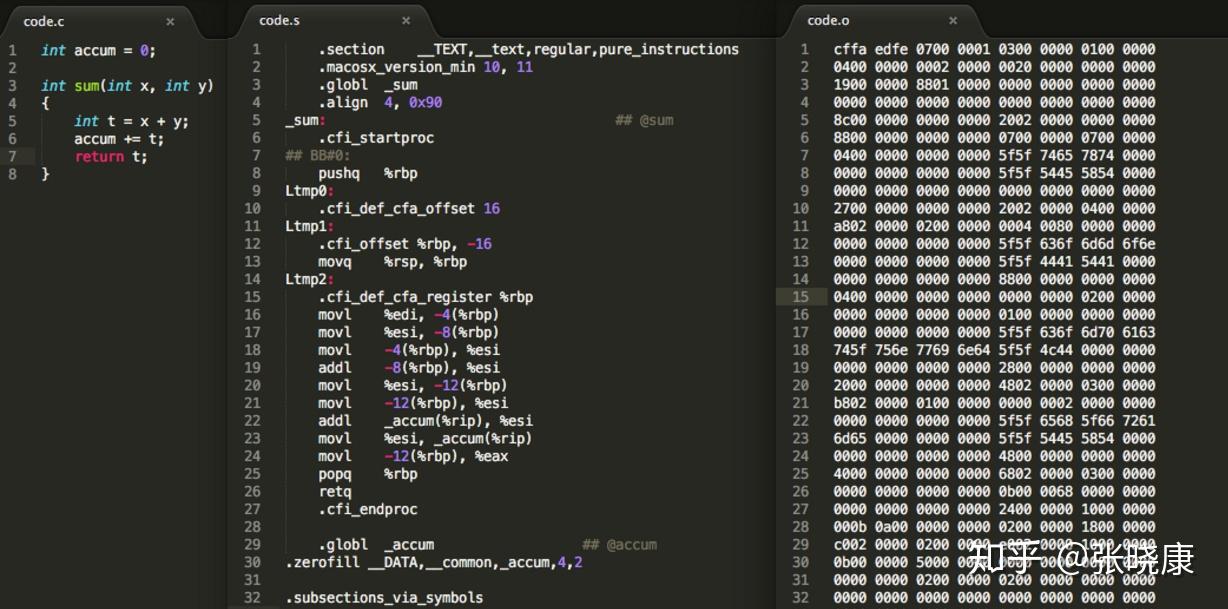 code.c ×
1 int accum = 0;
2
3 int sum(int x, int y)
4 {
5     int t = x + y;
6     accum += t;
7     return t;
8 }
code.s ×
1     .section    __TEXT,__text,regular,pure_instructions
2     .macosx_version_min 10, 11
3     .globl  _sum
4     .align  4, 0x90
5 _sum:                                   ## @sum
6     .cfi_startproc
7 ## BB#0:
8     pushq   %rbp
9 Ltmp0:
10     .cfi_def_cfa_offset 16
11 Ltmp1:
12     .cfi_offset %rbp, -16
13     movq    %rsp, %rbp
14 Ltmp2:
15     .cfi_def_cfa_register %rbp
16     movl    %edi, -4(%rbp)
17     movl    %esi, -8(%rbp)
18     movl    -4(%rbp), %esi
19     addl    -8(%rbp), %esi
20     movl    %esi, -12(%rbp)
21     movl    -12(%rbp), %esi
22     addl    _accum(%rip), %esi
23     movl    %esi, _accum(%rip)
24     movl    -12(%rbp), %eax
25     popq    %rbp
26     retq
27     .cfi_endproc
28
29     .globl  _accum                  ## @accum
30 .zerofill __DATA,__common,_accum,4,2
31
32 .subsections_via_symbols
code.o ×
1 cffa edfe 0700 0001 0300 0000 0100 0000
2 0400 0000 0002 0000 0020 0000 0000 0000
3 1900 0000 8801 0000 0000 0000 0000 0000
4 0000 0000 0000 0000 0000 0000 0000 0000
5 8c00 0000 0000 0000 2002 0000 0000 0000
6 8800 0000 0000 0000 0700 0000 0700 0000
7 0400 0000 0000 0000 5f5f 7465 7874 0000
8 0000 0000 0000 0000 5f5f 5445 5854 0000
9 0000 0000 0000 0000 0000 0000 0000 0000
10 2700 0000 0000 0000 2002 0000 0400 0000
11 a802 0000 0200 0000 0004 0080 0000 0000
12 0000 0000 0000 0000 5f5f 636f 6d6d 6f6e
13 0000 0000 0000 0000 5f5f 4441 5441 0000
14 0000 0000 0000 0000 8800 0000 0000 0000
15 0400 0000 0000 0000 0000 0000 0200 0000
16 0000 0000 0000 0000 0100 0000 0000 0000
17 0000 0000 0000 0000 5f5f 636f 6d70 6163
18 745f 756e 7769 6e64 5f5f 4c44 0000 0000
19 0000 0000 0000 0000 2800 0000 0000 0000
20 2000 0000 0000 0000 4802 0000 0300 0000
21 b802 0000 0100 0000 0000 0002 0000 0000
22 0000 0000 0000 0000 5f5f 6568 5f66 7261
23 6d65 0000 0000 0000 5f5f 5445 5854 0000
24 0000 0000 0000 0000 4800 0000 0000 0000
25 4000 0000 0000 0000 6802 0000 0300 0000
26 0000 0000 0000 0000 0b00 0068 0000 0000
27 0000 0000 0000 0000 2400 0000 1000 0000
28 000b 0a00 0000 0000 0200 0000 1800 0000
29 c002 0000 0200 0000
30 0b00 0000 5000 0000
31 0000 0000 0200 0000 0200 0000 0000 0000
32 0000 0000 0000 0000 0000 0000 0000 0000
知乎 @张晓康